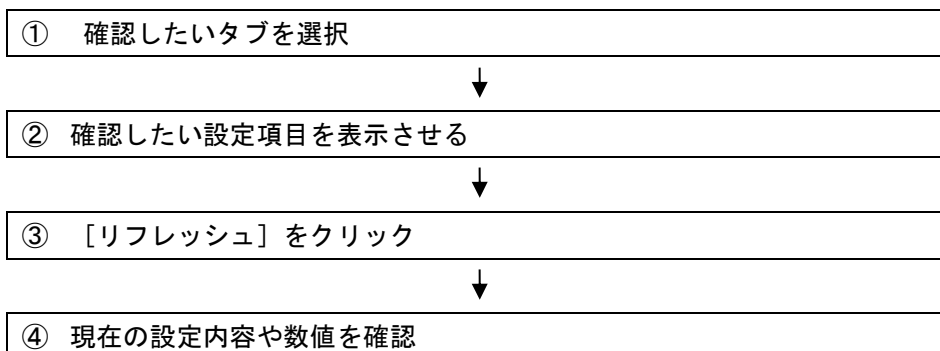 ① 確認したいタブを選択
② 確認したい設定項目を表示させる
③ ［リフレッシュ］をクリック
④ 現在の設定内容や数値を確認